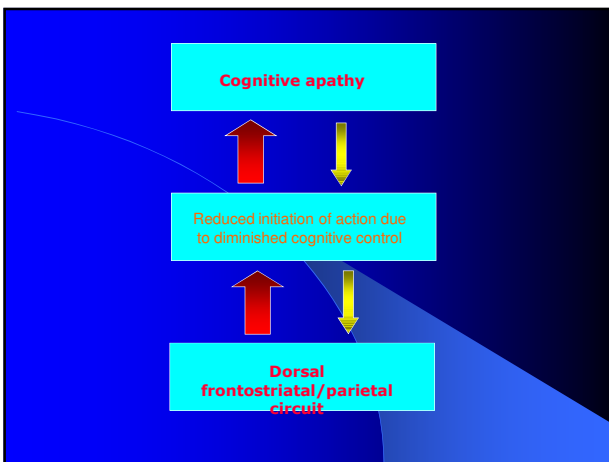 Cognitive apathy
Reduced initiation of action due
to diminished cognitive control
Dorsal
frontostriatal/parietal
circuit